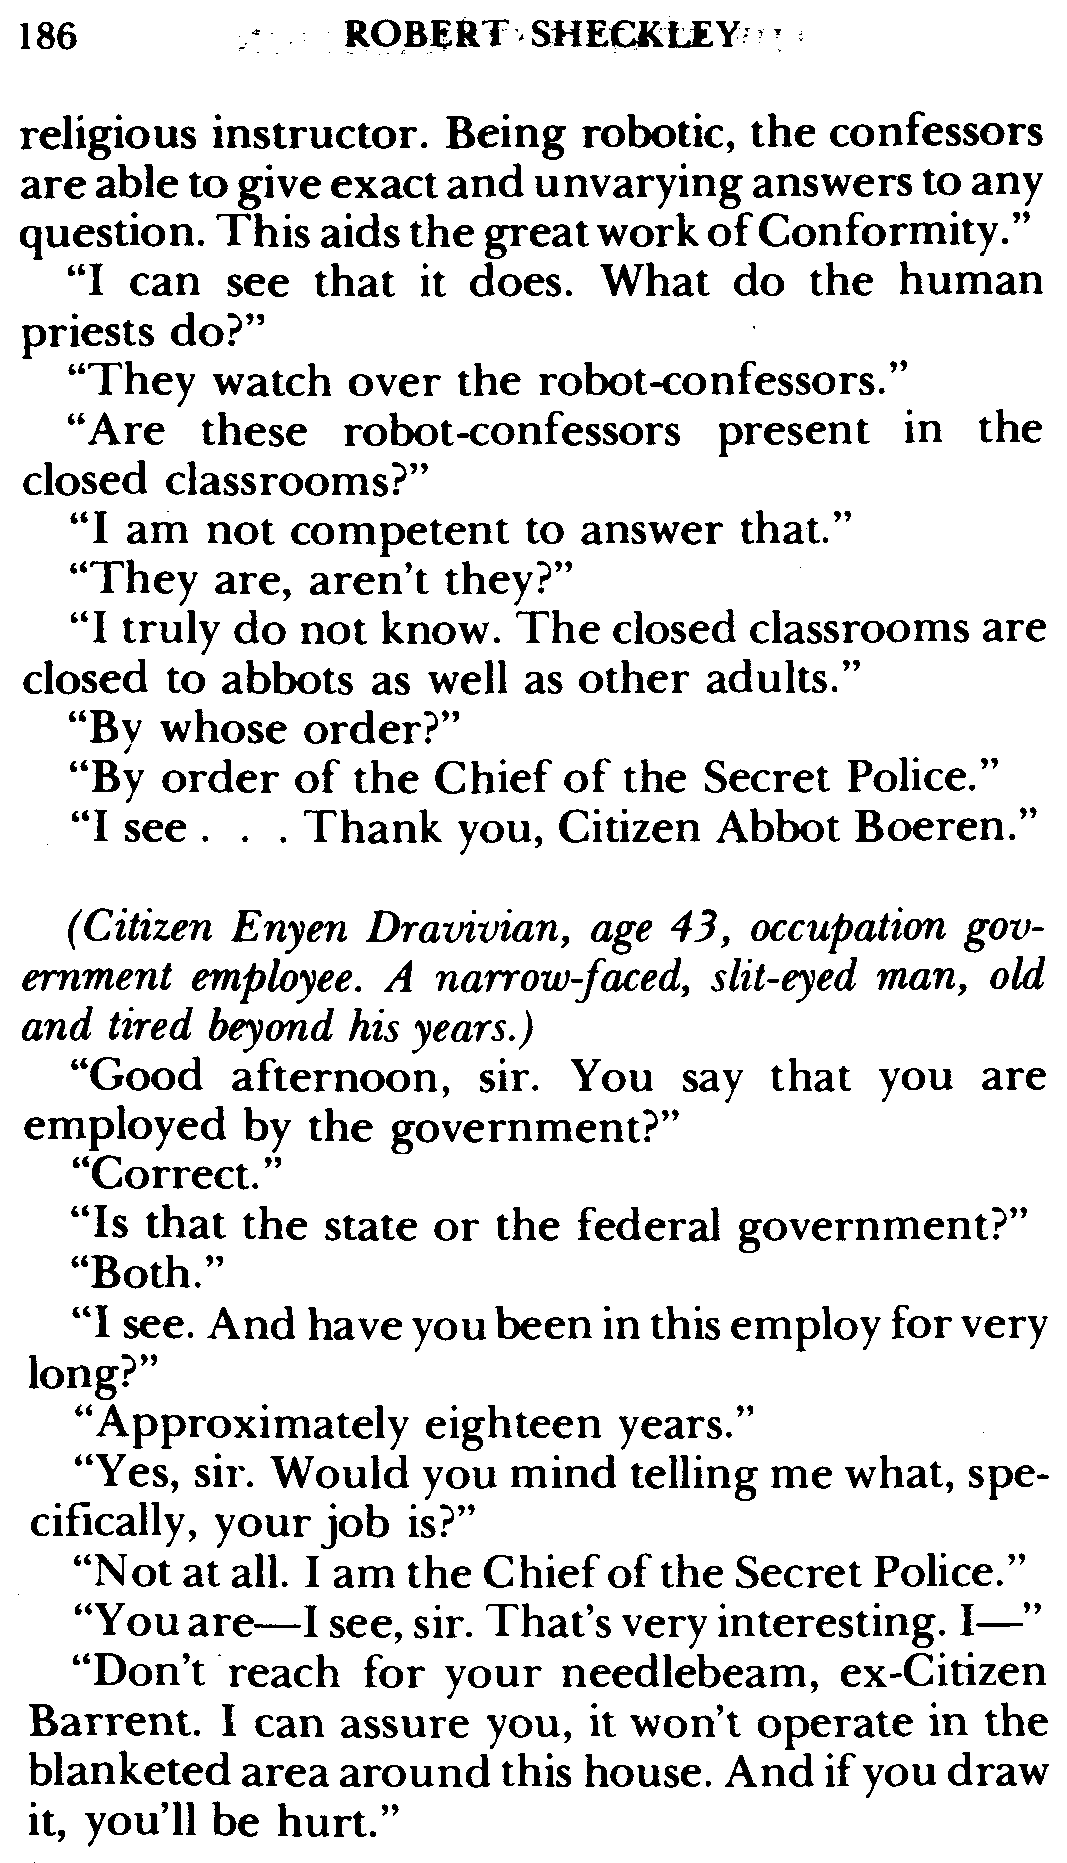 186 ROBERT SHECKLEY
religious instructor. Being robotic, the confessors
are able to give exact and unvarying answers to any
question. This aids the great work of Conformity.”
“I can see that it does. What do the human
priests do?”
“They watch over the robot-confessors.”
“Are these robot-confessors present in the
closed classrooms?”
“I am not competent to answer that.”
“They are, aren't they?”
“I truly do not know. The closed classrooms are
closed to abbots as well as other adults.”
“By whose order?”
“By order of the Chief of the Secret Police.”
“I see . . . Thank you, Citizen Abbot Boeren.”
(Citizen Enyen Dravivian, age 43, occupation gov-
ernment employee. A narrow-faced, slit-eyed man, old
and tired beyond his years.)
“Good afternoon, sir. You say that you are
employed by the government?”
“Correct.”
“Is that the state or the federal government?”
“Both.”
“I see. And have you been in this employ for very
long?”
“Approximately eighteen years.”
“Yes, sir. Would you mind telling me what, spe-
cifically, your job is?”
“Not at all. I am the Chief of the Secret Police.”
“You are—I see, sir. That's very interesting. I—”
“Don't reach for your needlebeam, ex-Citizen
Barrent. I can assure you, it won't operate in the
blanketed area around this house. And if you draw
it, you'll be hurt.”